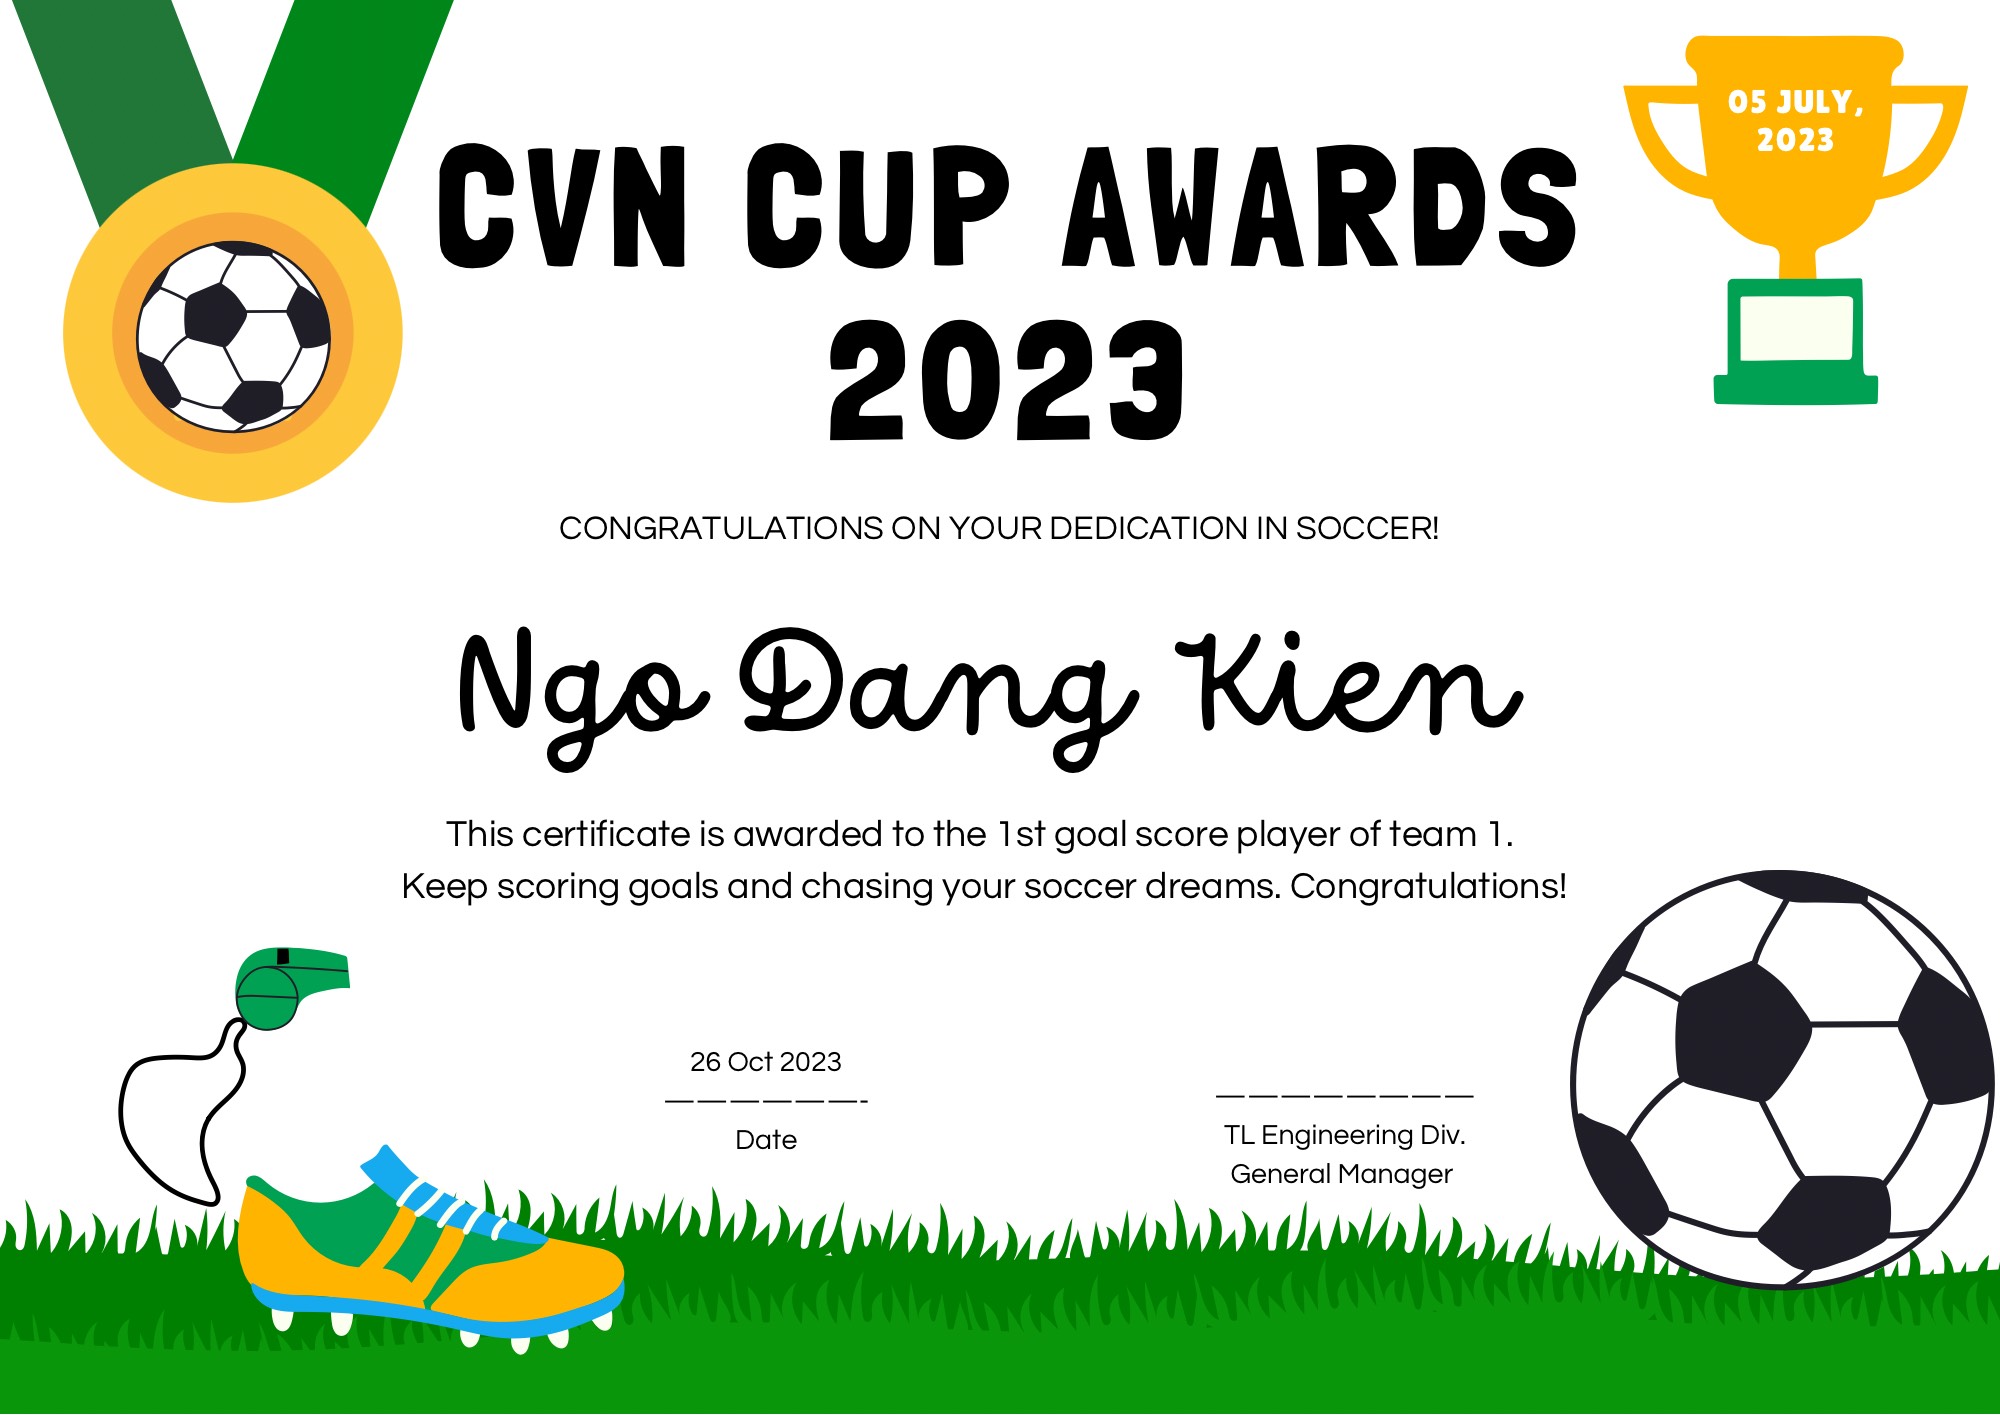 05 JULY,
2023
CVN CUP AWARDS
2023
CONGRATULATIONS ON YOUR DEDICATION IN SOCCER!
Ngo Dang Kien
This certificate is awarded to the 1st goal score player of team 1.
Keep scoring goals and chasing your soccer dreams. Congratulations!
26 Oct 2023
——————-
Date
————————
TL Engineering Div.
General Manager